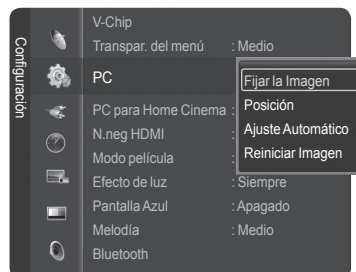 Configuración
V-Chip
Transpar. del menú : Medio
PC
Fijar la Imagen
Posición
Ajuste Automático
Reiniciar Imagen
PC para Home Cinema :
N.neg HDMI :
Modo película :
Efecto de luz : Siempre
Pantalla Azul : Apagado
Melodía : Medio
Bluetooth